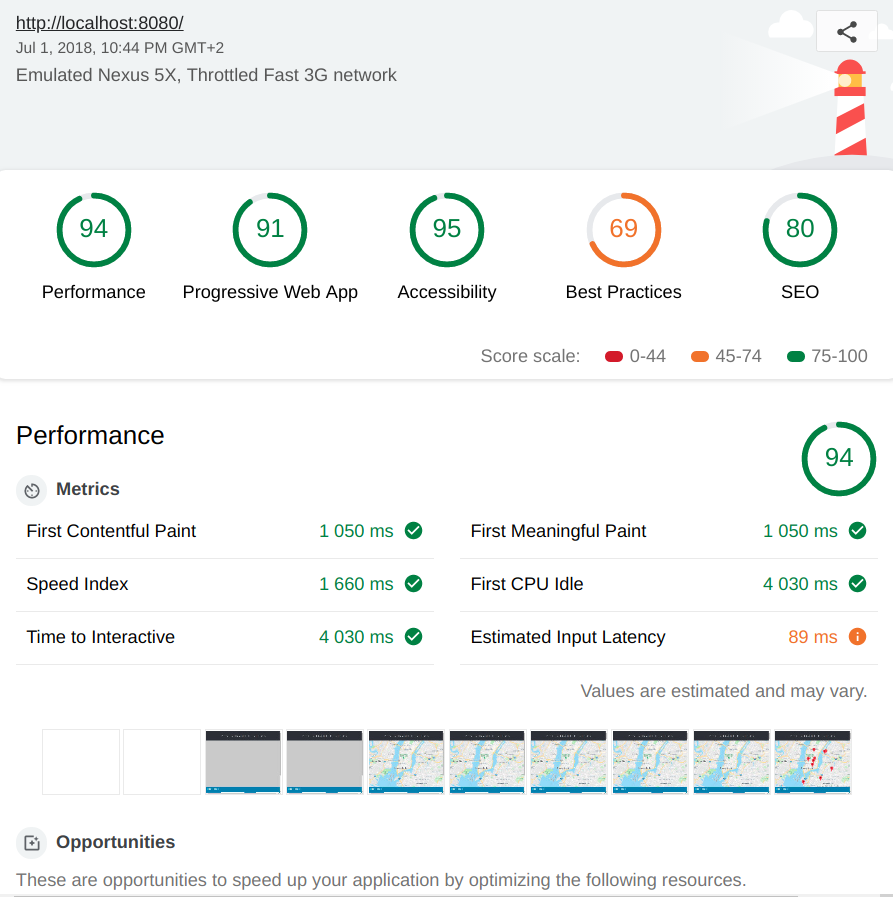 http://localhost:8080/
Jul 1, 2018, 10:44 PM GMT+2
Emulated Nexus 5X, Throttled Fast 3G network
94 91 95 69 80
Performance Progressive Web App Accessibility Best Practices SEO
Score scale: 0-44 45-74 75-100
Performance 94
Metrics
First Contentful Paint 1 050 ms First Meaningful Paint 1 050 ms
Speed Index 1 660 ms First CPU Idle 4 030 ms
Time to Interactive 4 030 ms Estimated Input Latency 89 ms
Values are estimated and may vary.
Opportunities
These are opportunities to speed up your application by optimizing the following resources.